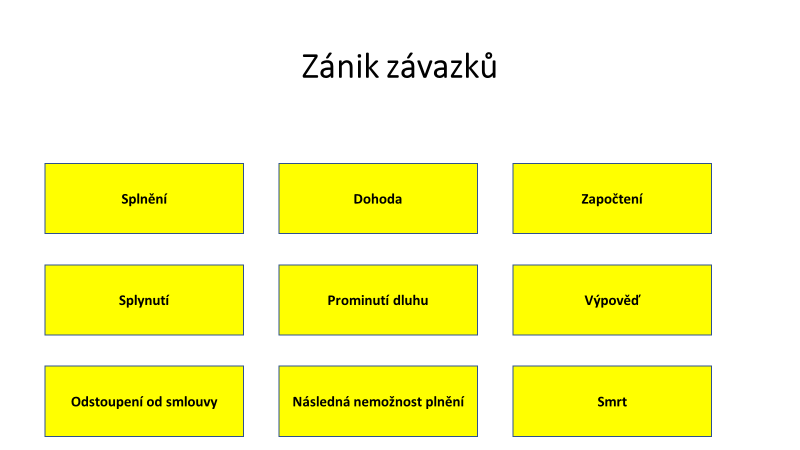 Zánik závazků
Splnění
Dohoda
Započtení
Splynutí
Prominutí dluhu
Výpověď
Odstoupení od smlouvy
Následná nemožnost plnění
Smrt